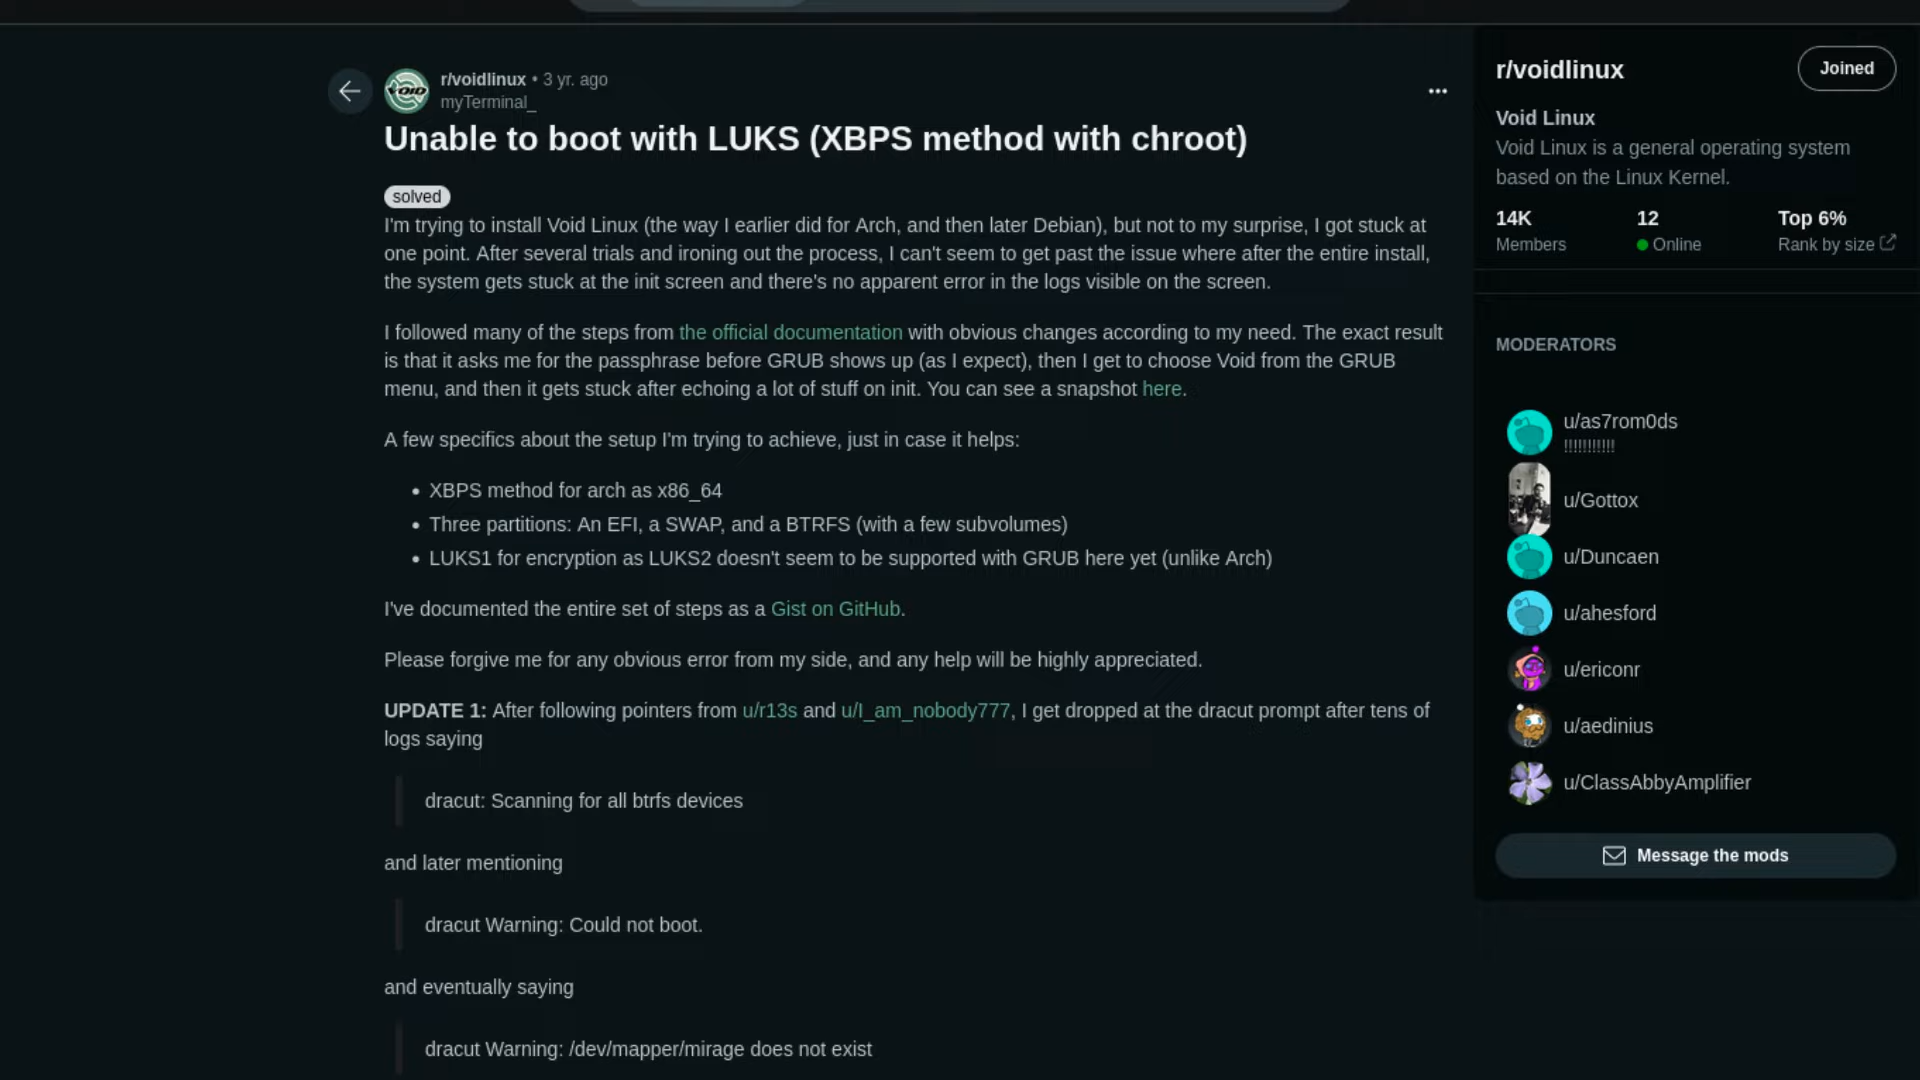 r/voidlinux • 3 yr. ago
myTerminal_
Unable to boot with LUKS (XBPS method with chroot)
solved
I'm trying to install Void Linux (the way I earlier did for Arch, and then later Debian), but not to my surprise, I got stuck at
one point. After several trials and ironing out the process, I can't seem to get past the issue where after the entire install,
the system gets stuck at the init screen and there's no apparent error in the logs visible on the screen.
I followed many of the steps from the official documentation with obvious changes according to my need. The exact result
is that it asks me for the passphrase before GRUB shows up (as I expect), then I get to choose Void from the GRUB
menu, and then it gets stuck after echoing a lot of stuff on init. You can see a snapshot here.
A few specifics about the setup I'm trying to achieve, just in case it helps:
• XBPS method for arch as x86_64
• Three partitions: An EFI, a SWAP, and a BTRFS (with a few subvolumes)
• LUKS1 for encryption as LUKS2 doesn't seem to be supported with GRUB here yet (unlike Arch)
I've documented the entire set of steps as a Gist on GitHub.
Please forgive me for any obvious error from my side, and any help will be highly appreciated.
UPDATE 1: After following pointers from u/r13s and u/I_am_nobody777, I get dropped at the dracut prompt after tens of
logs saying
dracut: Scanning for all btrfs devices
and later mentioning
dracut Warning: Could not boot.
and eventually saying
dracut Warning: /dev/mapper/mirage does not exist
r/voidlinux
Joined
Void Linux
Void Linux is a general operating system
based on the Linux Kernel.
14K 12 Top 6%
Members Online Rank by size
MODERATORS
u/as7rom0ds
!!!!!!!!!!!
u/Gottox
u/Duncaen
u/ahesford
u/ericonr
u/aedinius
u/ClassAbbyAmplifier
Message the mods
VOID